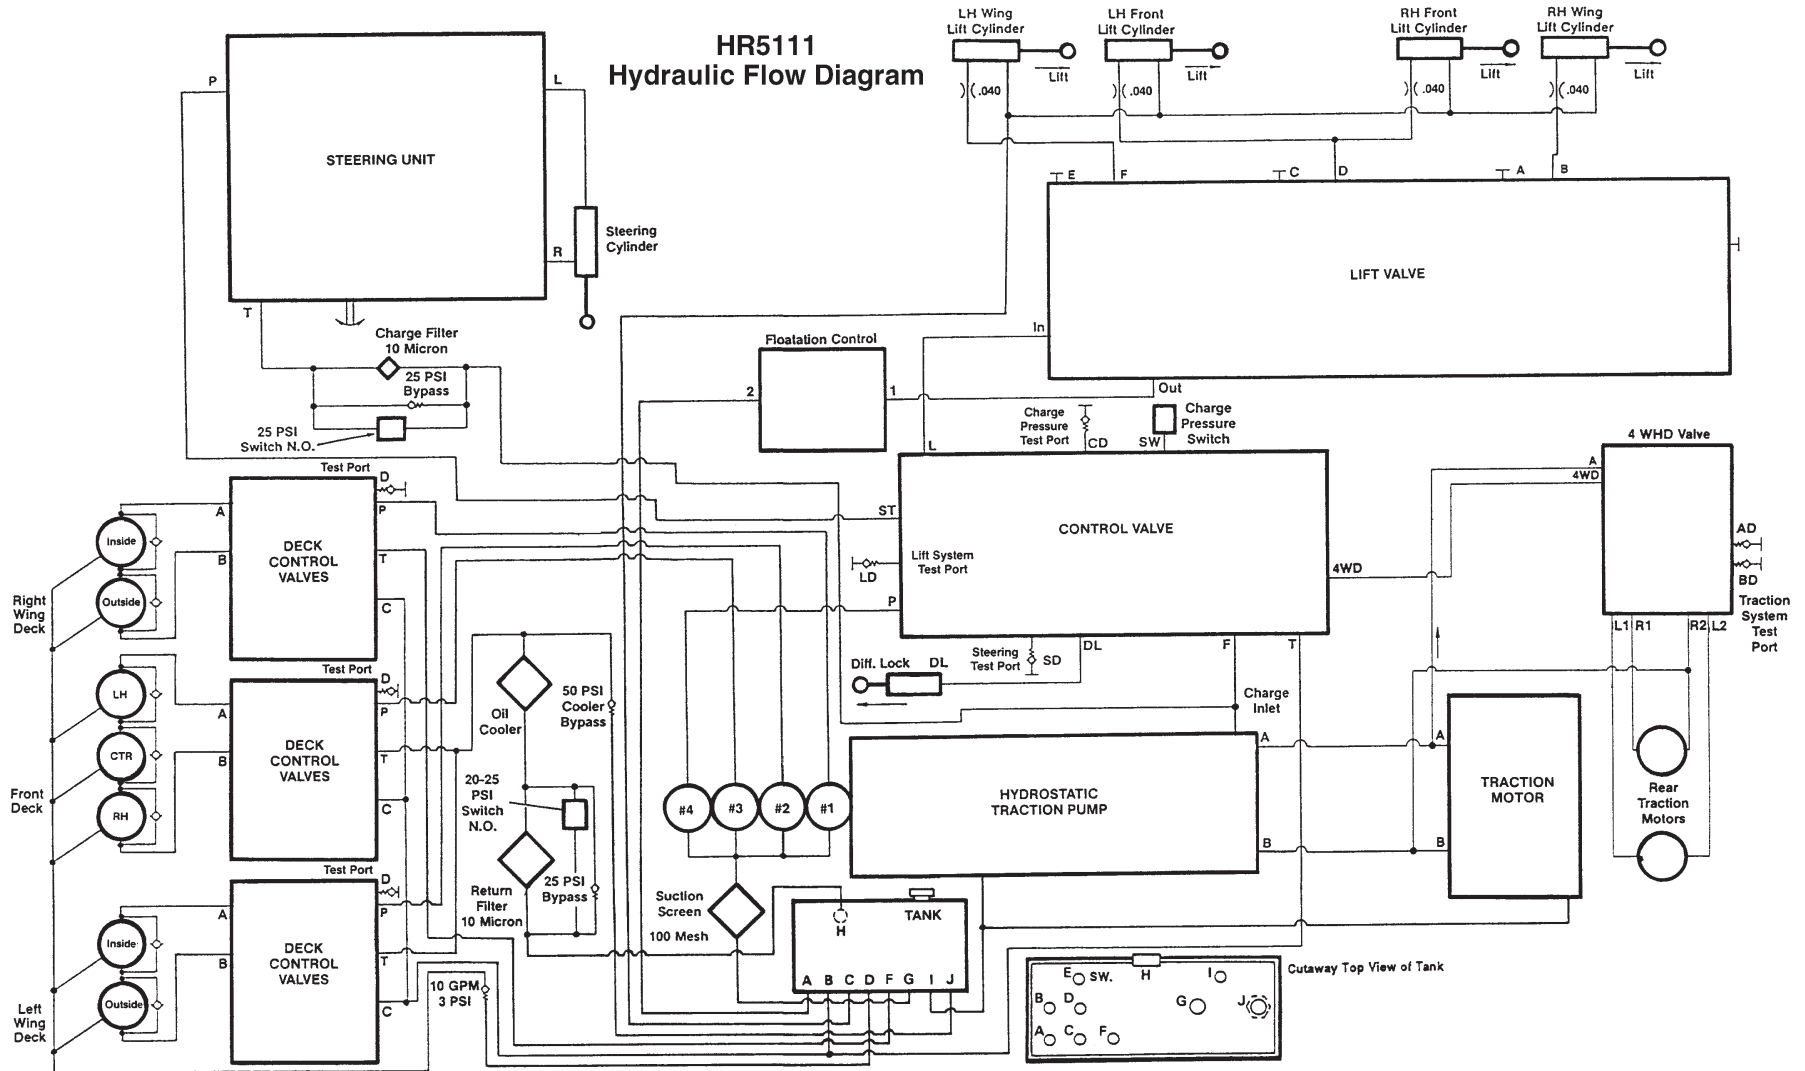 HR5111
Hydraulic Flow Diagram
LH Wing
Lift Cylinder
LH Front
Lift Cylinder
RH Front
Lift Cylinder
RH Wing
Lift Cylinder
Lift
Lift
Lift
Lift
.040
.040
.040
.040
P
L
STEERING UNIT
R
T
Steering
Cylinder
E
F
C
D
A
B
LIFT VALVE
In
Out
Charge Filter
10 Micron
25 PSI
Bypass
25 PSI
Switch N.O.
Floatation Control
2
1
Charge
Pressure
Test Port
CD
SW
Charge
Pressure
Switch
L
4 WHD Valve
A
4WD
AD
BD
Traction
System
Test
Port
L1
R1
R2
L2
ST
CONTROL VALVE
Lift System
Test Port
LD
P
4WD
Steering
Test Port
SD
DL
F
T
Diff. Lock
DL
Charge
Inlet
Test Port
D
P
A
B
DECK
CONTROL
VALVES
T
C
Inside
Outside
Right
Wing
Deck
Test Port
D
P
A
B
DECK
CONTROL
VALVES
T
C
LH
CTR
RH
Front
Deck
Test Port
D
P
A
B
DECK
CONTROL
VALVES
T
C
Inside
Outside
Left
Wing
Deck
Oil
Cooler
50 PSI
Cooler
Bypass
20-25
PSI
Switch
N.O.
Return
Filter
10 Micron
25 PSI
Bypass
10 GPM
3 PSI
#4
#3
#2
#1
HYDROSTATIC
TRACTION PUMP
A
B
A
B
TRACTION
MOTOR
Rear
Traction
Motors
Suction
Screen
100 Mesh
TANK
H
A B C D F G I J
E
SW.
H
I
B
D
G
J
A
C
F
Cutaway Top View of Tank